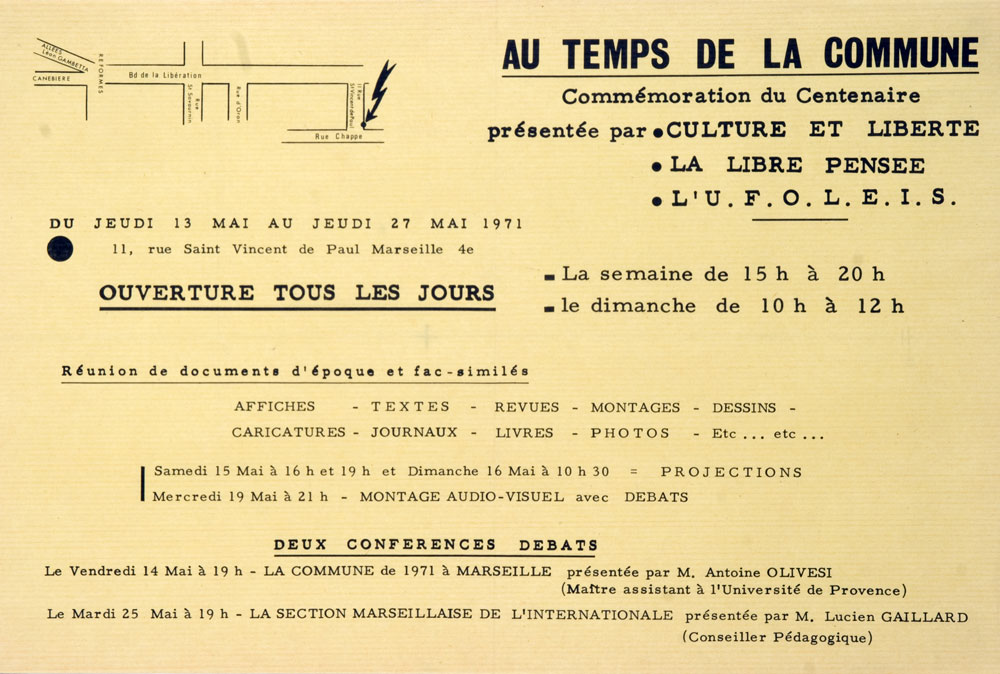 ALLÉES
Léon GAMBETTA
CANEBIÈRE
REFORMES
Bd de la Libération
Rue
St Savournin
Rue d'Oran
11 Rue
St Vincent de Paul
Rue Chappe
AU TEMPS DE LA COMMUNE
Commémoration du Centenaire
présentée par • CULTURE ET LIBERTE
• LA LIBRE PENSEE
• L'U.F.O.L.E.I.S.
DU JEUDI 13 MAI AU JEUDI 27 MAI 1971
11, rue Saint Vincent de Paul Marseille 4e
OUVERTURE TOUS LES JOURS
- La semaine de 15 h à 20 h
- le dimanche de 10 h à 12 h
Réunion de documents d'époque et fac-similés
AFFICHES - TEXTES - REVUES - MONTAGES - DESSINS -
CARICATURES - JOURNAUX - LIVRES - PHOTOS - Etc ... etc ...
Samedi 15 Mai à 16 h et 19 h et Dimanche 16 Mai à 10 h 30 = PROJECTIONS
Mercredi 19 Mai à 21 h - MONTAGE AUDIO-VISUEL avec DEBATS
DEUX CONFERENCES DEBATS
Le Vendredi 14 Mai à 19 h - LA COMMUNE de 1971 à MARSEILLE présentée par M. Antoine OLIVESI
(Maître assistant à l'Université de Provence)
Le Mardi 25 Mai à 19 h - LA SECTION MARSEILLAISE DE L'INTERNATIONALE présentée par M. Lucien GAILLARD
(Conseiller Pédagogique)